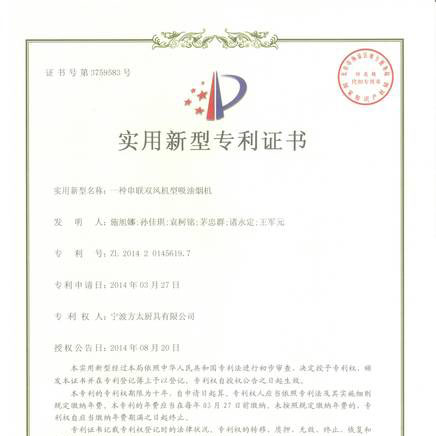 证书号第3759583号
实用新型专利证书
实用新型名称：一种串联双风机型吸油烟机
发明人：施旭娜;孙佳琪;袁柯铭;茅忠群;诸永定;王军元
专利号：ZL 2014 2 0145619.7
专利申请日：2014年03月27日
专利权人：宁波方太厨具有限公司
授权公告日：2014年08月20日
本实用新型经过本局依照中华人民共和国专利法进行初步审查，决定授予专利权，颁
发本证书并在专利登记簿上予以登记。专利权自授权公告之日起生效。
本专利的专利权期限为十年，自申请日起算。专利权人应当依照专利法及其实施细则
规定缴纳年费。本专利的年费应当在每年03月27日前缴纳。未按照规定缴纳年费的，专
利权自应当缴纳年费期满之日起终止。
专利证书记载专利权登记时的法律状况。专利权的转移、质押、无效、终止、恢复和